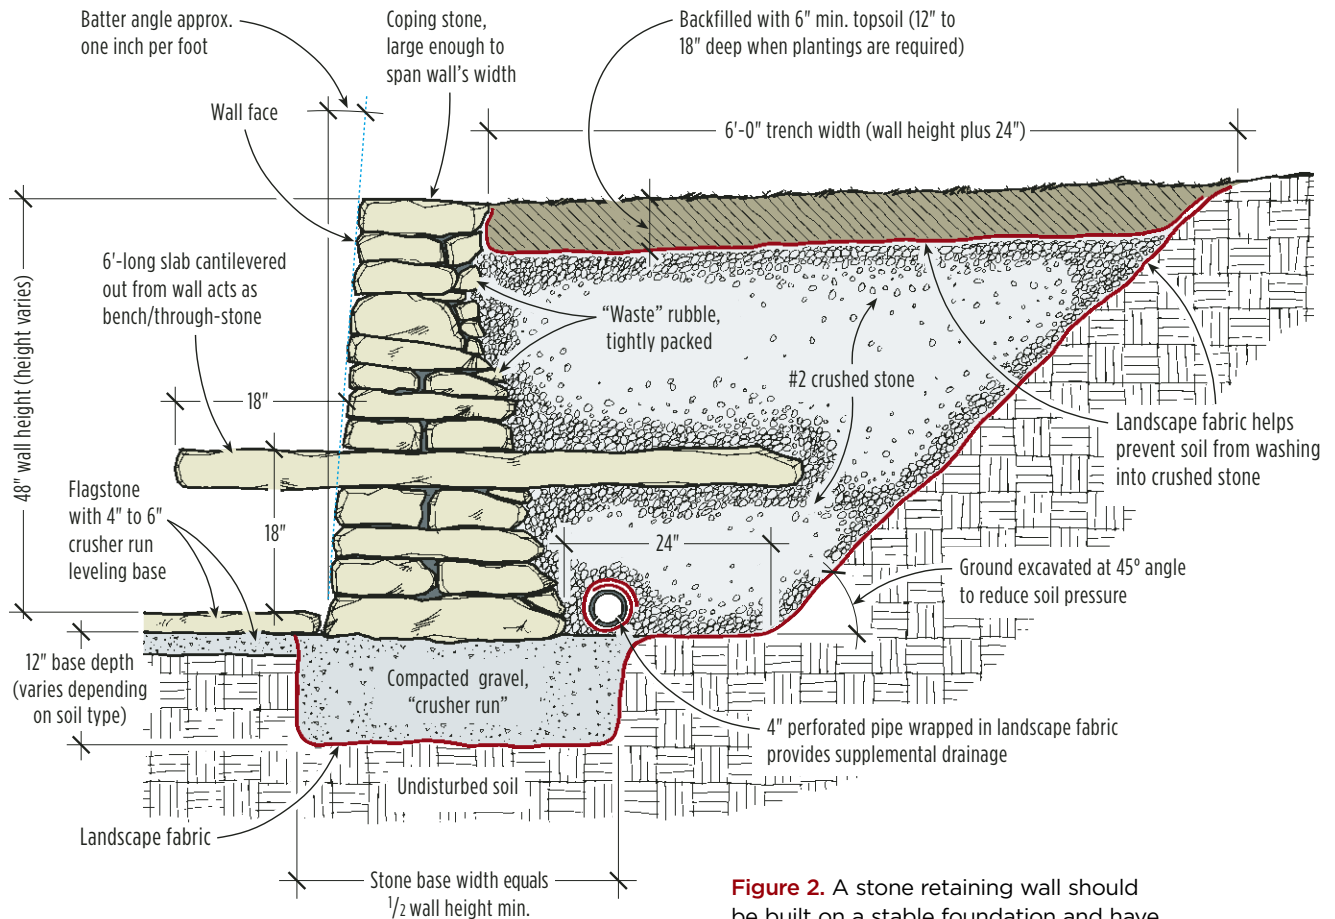 Batter angle approx.
one inch per foot
Coping stone,
large enough to
span wall's width
Backfilled with 6" min. topsoil (12" to
18" deep when plantings are required)
Wall face
6'-0" trench width (wall height plus 24")
6'-long slab cantilevered
out from wall acts as
bench/through-stone
“Waste” rubble,
tightly packed
#2 crushed stone
18"
48" wall height (height varies)
Landscape fabric helps
prevent soil from washing
into crushed stone
Flagstone
with 4" to 6"
crusher run
leveling base
18"
24"
Ground excavated at 45° angle
to reduce soil pressure
12" base depth
(varies depending
on soil type)
Compacted gravel,
“crusher run”
4" perforated pipe wrapped in landscape fabric
provides supplemental drainage
Undisturbed soil
Landscape fabric
Stone base width equals
1/2 wall height min.
Figure 2. A stone retaining wall should
be built on a stable foundation and have